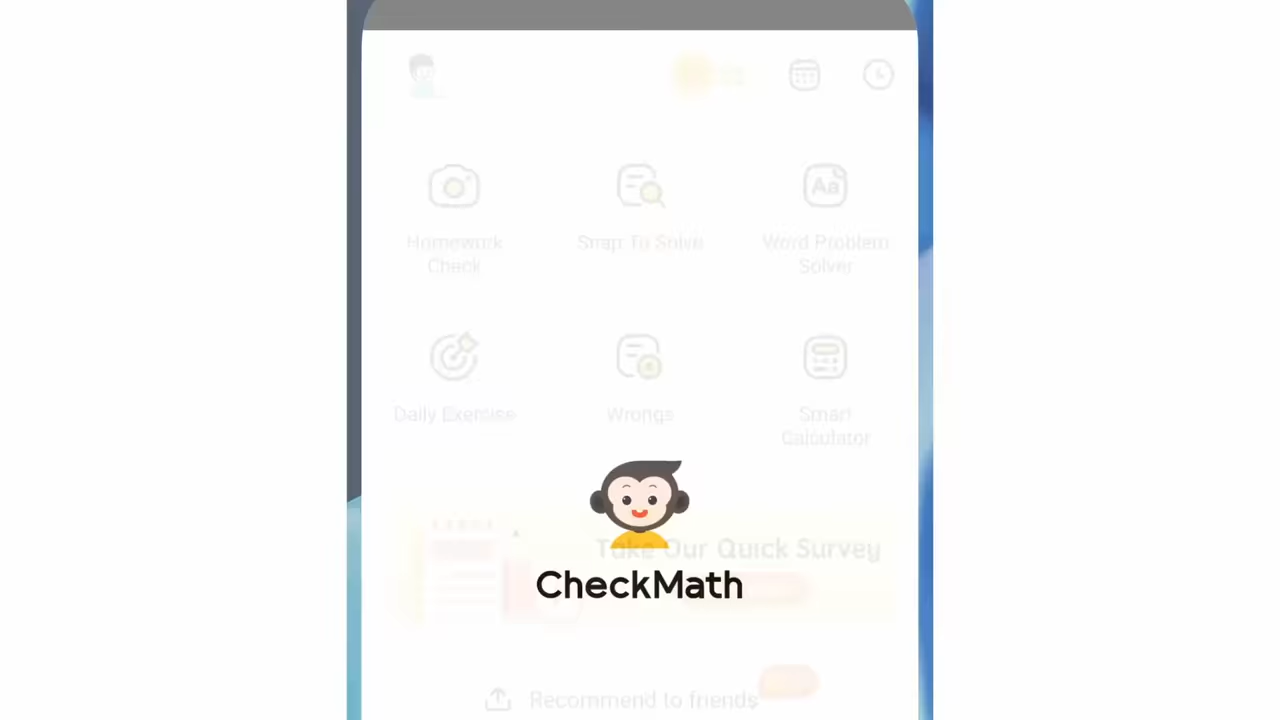 Homework
Check
Snap To Solve
Word Problem
Solver
Aa
Daily Exercise
Wrongs
Smart
Calculator
Take Our Quick Survey
CheckMath
Recommend to friends